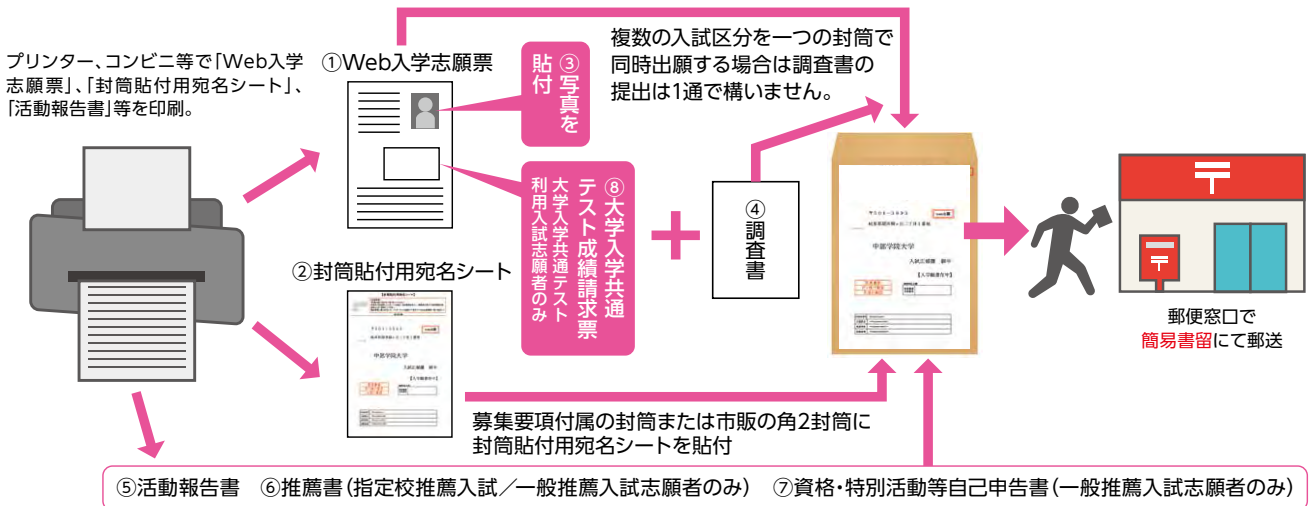 プリンター、コンビニ等で「Web入学
志願票」、「封筒貼付用宛名シート」、
「活動報告書」等を印刷。
①Web入学志願票
③写真を
貼付
⑧大学入学共通
テスト成績請求票
大学入学共通テスト
利用入試志願者のみ
②封筒貼付用宛名シート
④調査書
複数の入試区分を一つの封筒で
同時出願する場合は調査書の
提出は1通で構いません。
中部学院大学
中部学院大学
募集要項付属の封筒または市販の角2封筒に
封筒貼付用宛名シートを貼付
郵便窓口で
簡易書留にて郵送
⑤活動報告書 ⑥推薦書(指定校推薦入試／一般推薦入試志願者のみ) ⑦資格・特別活動等自己申告書(一般推薦入試志願者のみ)